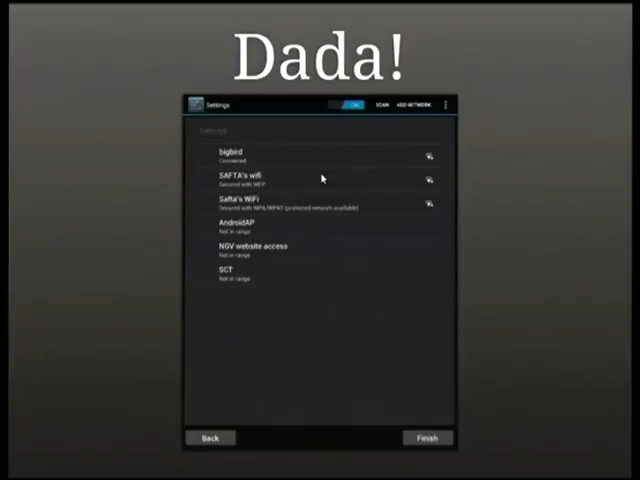 Dada!
Settings
ON
SCAN
ADD NETWORK
Settings
bigbird
Connected
SAFTA's wifi
Secured with WEP
Safta's WiFi
Secured with WPA/WPA2 (protected network available)
AndroidAP
Not in range
NGV website access
Not in range
SCT
Not in range
Back
Finish